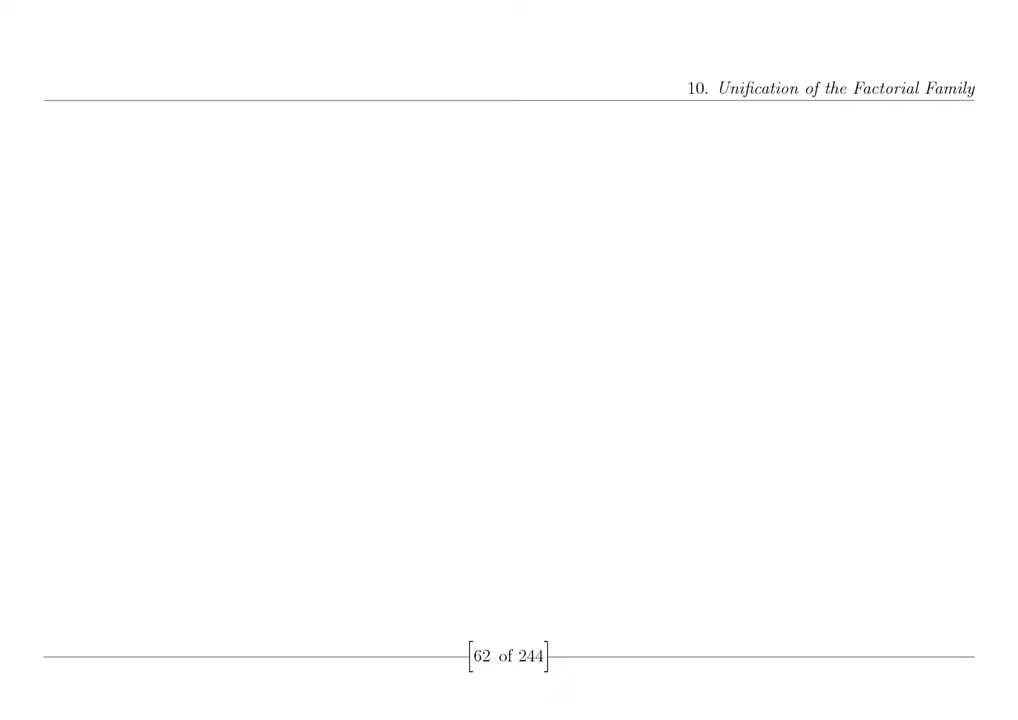 10. Unification of the Factorial Family
[62 of 244]